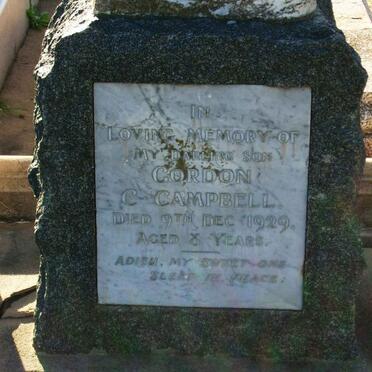 IN
LOVING MEMORY OF
MY DARLING SON
GORDON
C. CAMPBELL
DIED 9TH DEC. 1929.
AGED 8 YEARS.
ADIEU, MY SWEET ONE
SLEEP IN PEACE.